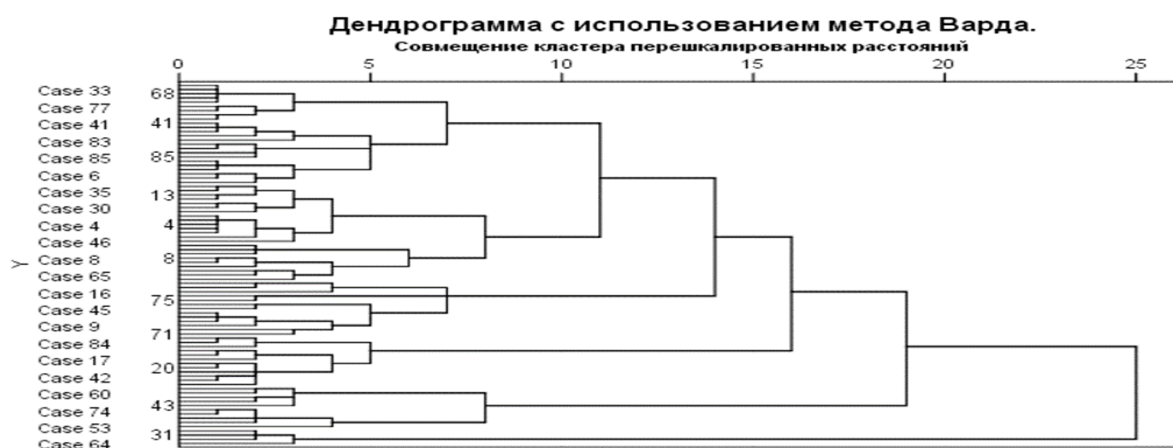 Дендрограмма с использованием метода Варда.
Совмещение кластера перешкалированных расстояний
0 5 10 15 20 25
Case 33 68
Case 77
Case 41 41
Case 83
Case 85 85
Case 6
Case 35 13
Case 30
Case 4 4
Case 46
Y
Case 8 8
Case 65
Case 16 75
Case 45
Case 9 71
Case 84
Case 17 20
Case 42
Case 60 43
Case 74
Case 53 31
Case 64